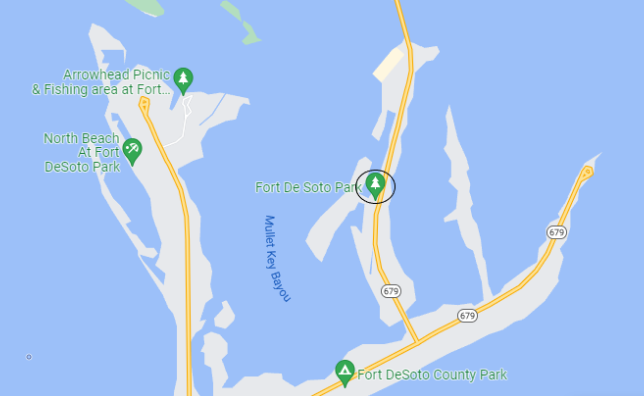 Arrowhead Picnic
& Fishing area at Fort...
North Beach
At Fort
DeSoto Park
Fort De Soto Park
Mullet Key Bayou
679
679
679
Fort DeSoto County Park